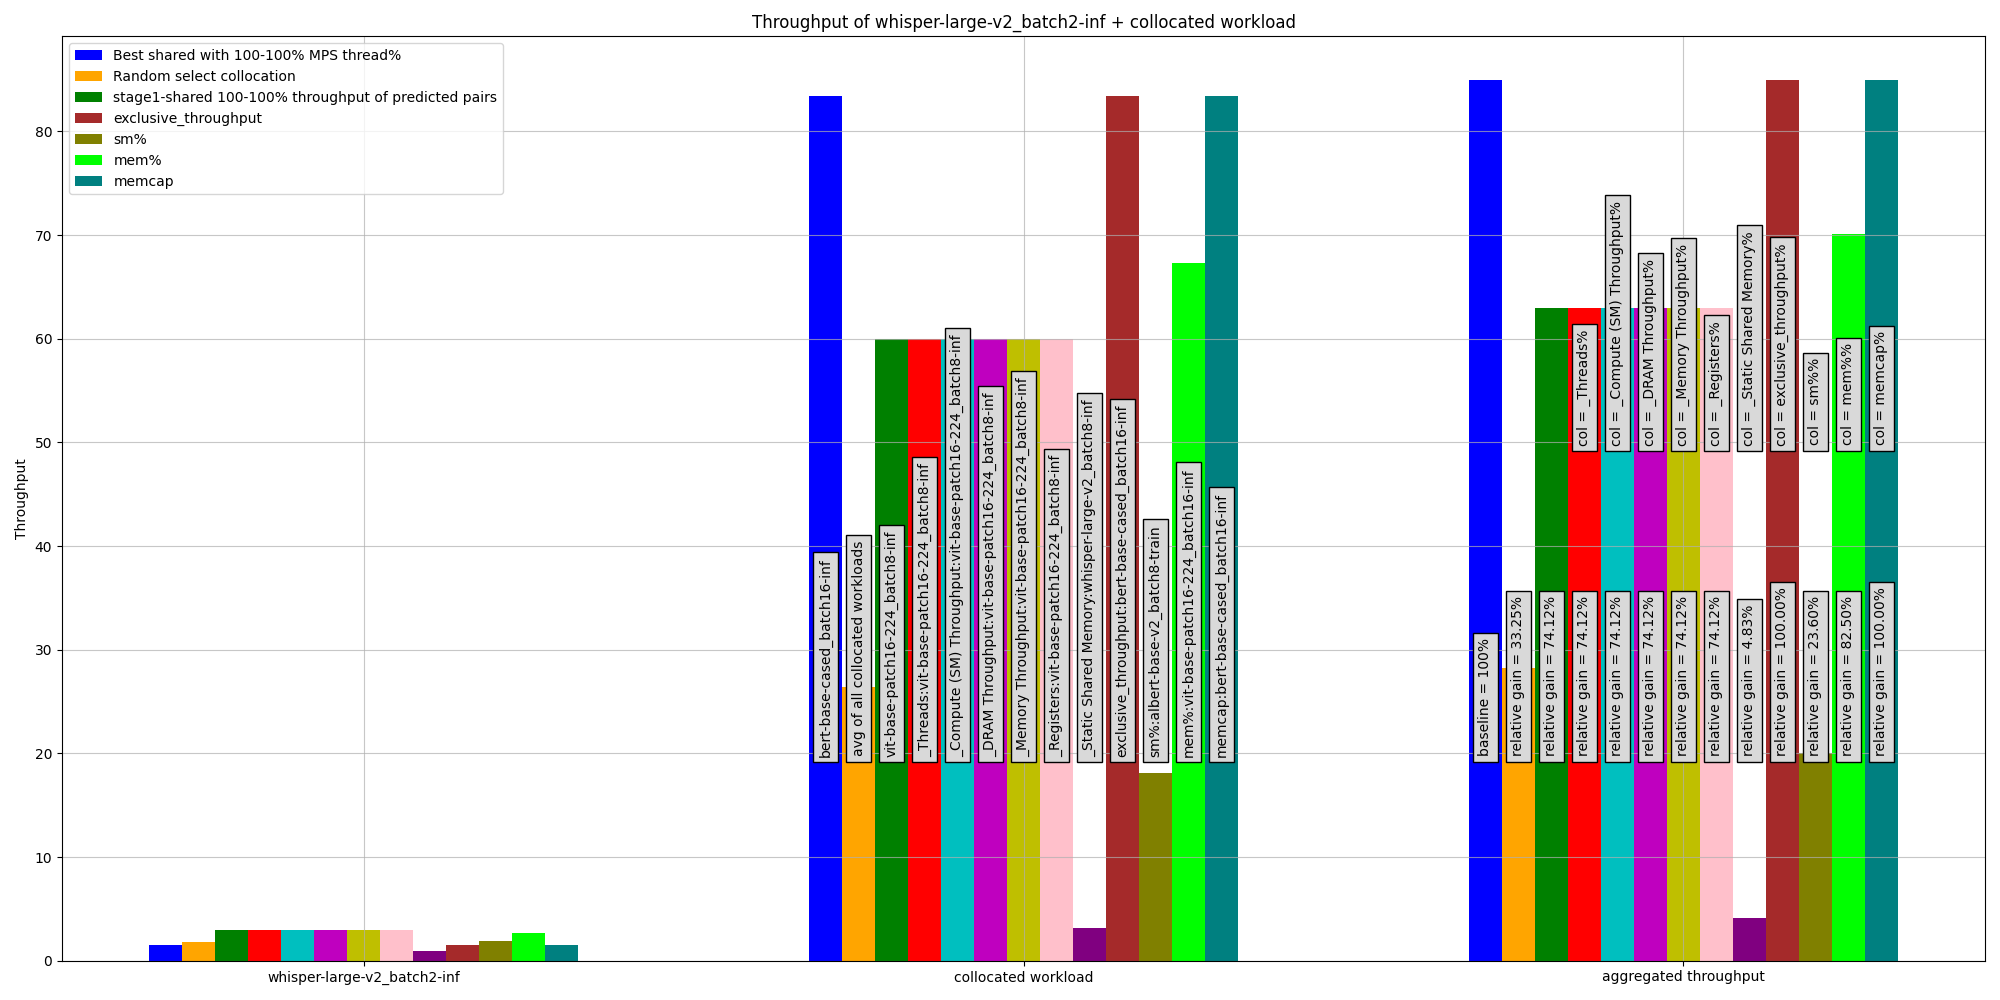 Throughput of whisper-large-v2_batch2-inf + collocated workload
Best shared with 100-100% MPS thread%
Random select collocation
stage1-shared 100-100% throughput of predicted pairs
exclusive_throughput
sm%
mem%
memcap
Throughput
80
70
60
50
40
30
20
10
0
bert-base-cased_batch16-inf
avg of all collocated workloads
vit-base-patch16-224_batch8-inf
_Threads:vit-base-patch16-224_batch8-inf
_Compute (SM) Throughput:vit-base-patch16-224_batch8-inf
_DRAM Throughput:vit-base-patch16-224_batch8-inf
_Memory Throughput:vit-base-patch16-224_batch8-inf
_Registers:vit-base-patch16-224_batch8-inf
_Static Shared Memory:whisper-large-v2_batch8-inf
exclusive_throughput:bert-base-cased_batch16-inf
sm%:albert-base-v2_batch8-train
mem%:vit-base-patch16-224_batch16-inf
memcap:bert-base-cased_batch16-inf
col = _Threads%
col = _Compute (SM) Throughput%
col = _DRAM Throughput%
col = _Memory Throughput%
col = _Registers%
col = _Static Shared Memory%
col = exclusive_throughput%
col = sm%%
col = mem%%
col = memcap%
baseline = 100%
relative gain = 33.25%
relative gain = 74.12%
relative gain = 74.12%
relative gain = 74.12%
relative gain = 74.12%
relative gain = 74.12%
relative gain = 74.12%
relative gain = 4.83%
relative gain = 100.00%
relative gain = 23.60%
relative gain = 82.50%
relative gain = 100.00%
whisper-large-v2_batch2-inf
collocated workload
aggregated throughput